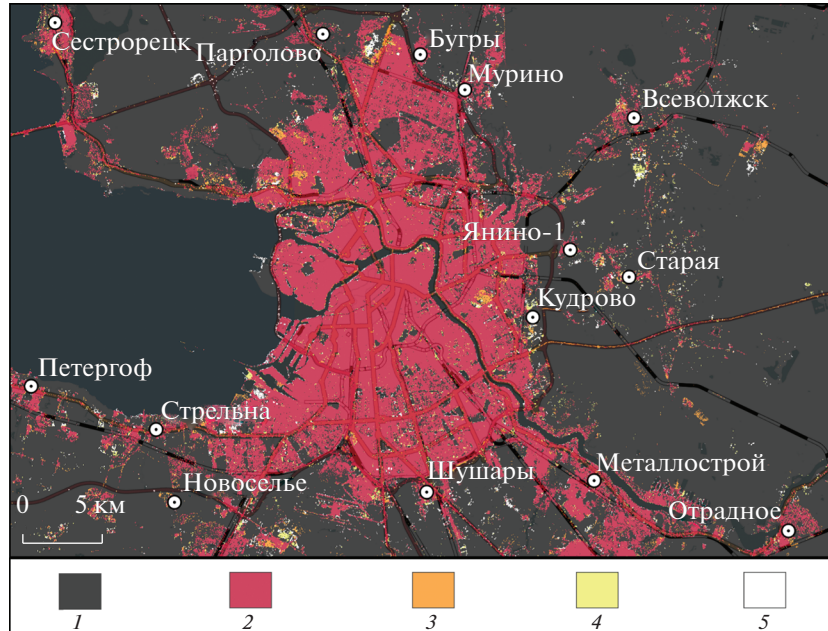 Сестрорецк
Парголово
Бугры
Мурино
Всеволжск
Янино-1
Старая
Кудрово
Петергоф
Стрельна
Новоселье
Шушары
Металлострой
Отрадное
0 5 км
1 2 3 4 5